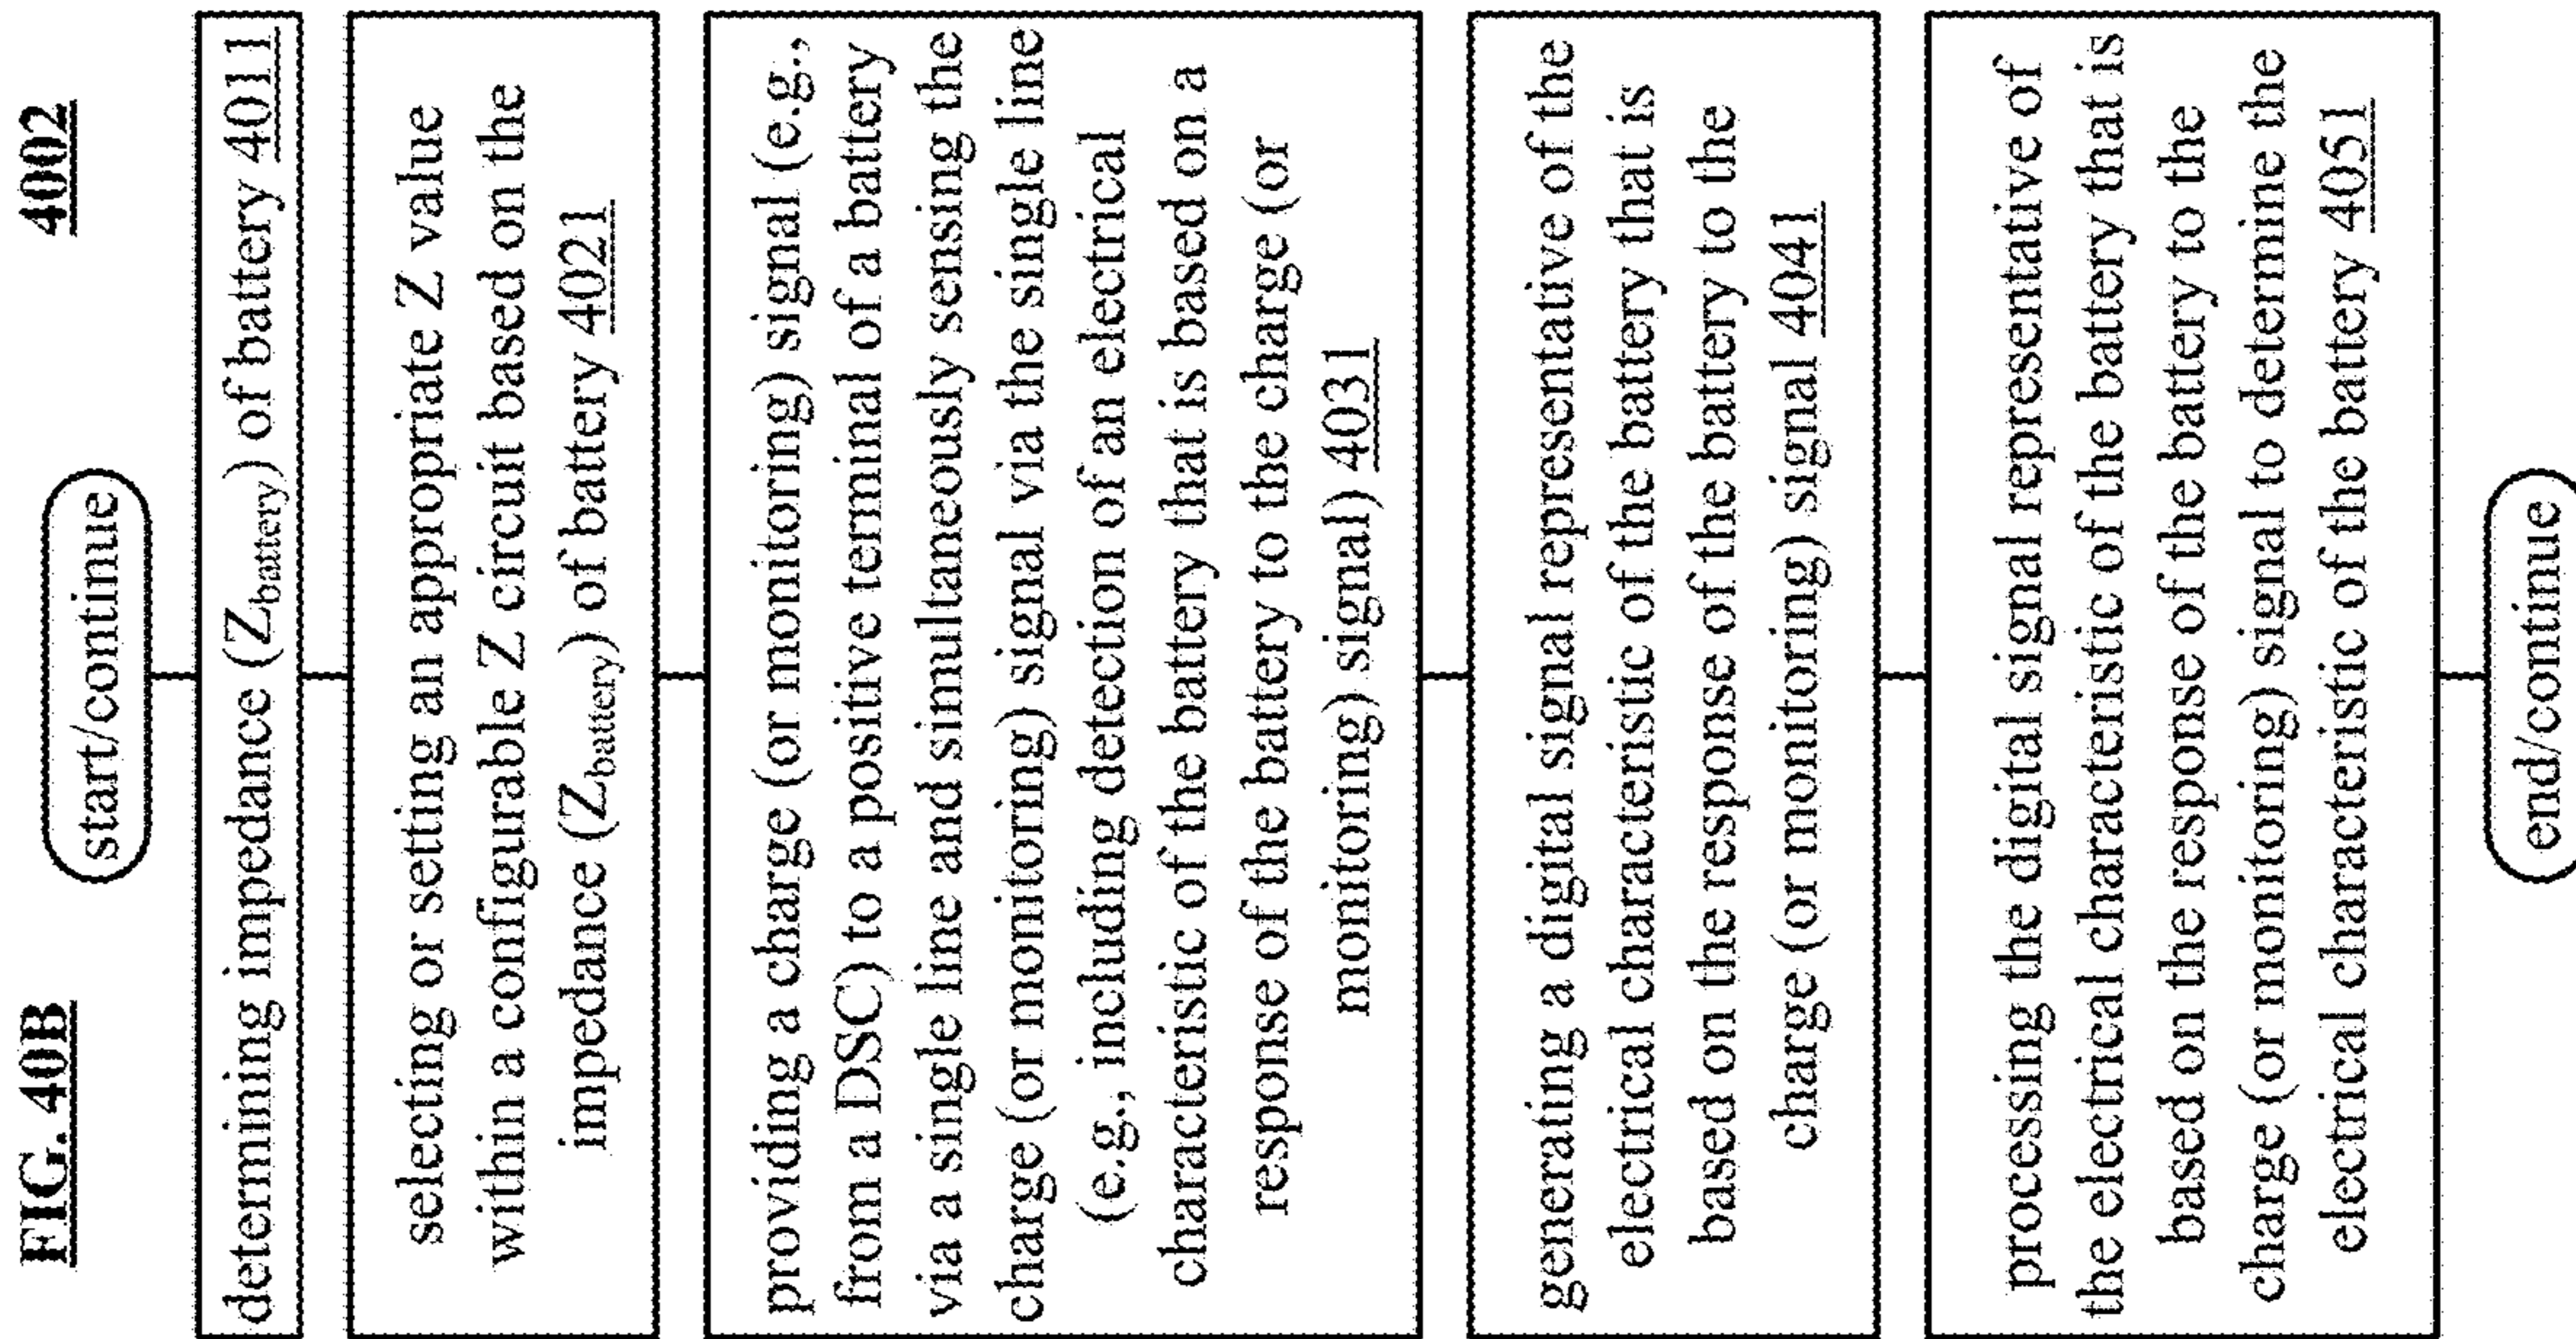 FIG. 40B
4002
start/continue
determining impedance (Zbattery) of battery 4011
selecting or setting an appropriate Z value
within a configurable Z circuit based on the
impedance (Zbattery) of battery 4021
providing a charge (or monitoring) signal (e.g.,
from a DSC) to a positive terminal of a battery
via a single line and simultaneously sensing the
charge (or monitoring) signal via the single line
(e.g., including detection of an electrical
characteristic of the battery that is based on a
response of the battery to the charge (or
monitoring) signal) 4031
generating a digital signal representative of the
electrical characteristic of the battery that is
based on the response of the battery to the
charge (or monitoring) signal 4041
processing the digital signal representative of
the electrical characteristic of the battery that is
based on the response of the battery to the
charge (or monitoring) signal to determine the
electrical characteristic of the battery 4051
end/continue